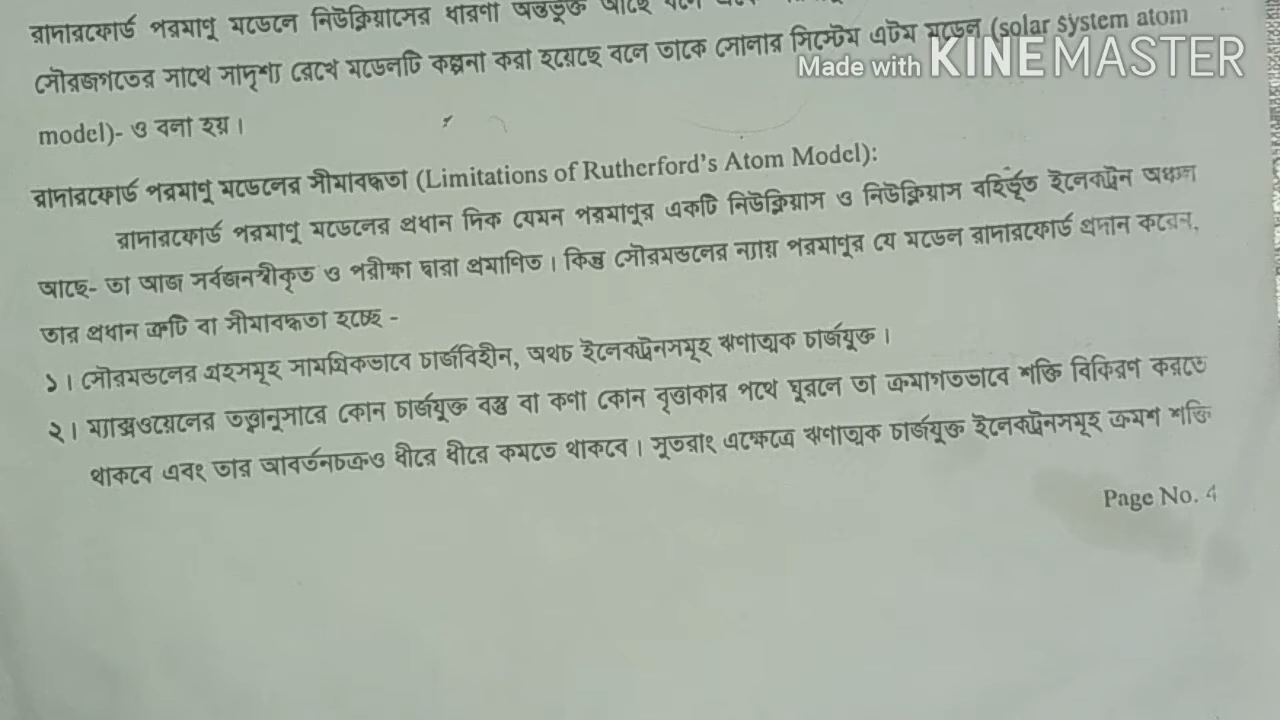 রাদারফোর্ড পরমাণু মডেলে নিউক্লিয়াসের ধারণা অন্তর্ভুক্ত আছে বলে
সৌরজগতের সাথে সাদৃশ্য রেখে মডেলটি কল্পনা করা হয়েছে বলে তাকে সোলার সিস্টেম এটম মডেল (solar system atom
Made with KINEMASTER
model)- ও বলা হয়।
রাদারফোর্ড পরমাণু মডেলের সীমাবদ্ধতা (Limitations of Rutherford's Atom Model):
রাদারফোর্ড পরমাণু মডেলের প্রধান দিক যেমন পরমাণুর একটি নিউক্লিয়াস ও নিউক্লিয়াস বহির্ভূত ইলেকট্রন অঞ্চল
আছে- তা আজ সর্বজনস্বীকৃত ও পরীক্ষা দ্বারা প্রমাণিত। কিন্তু সৌরমন্ডলের ন্যায় পরমাণুর যে মডেল রাদারফোর্ড প্রদান করেন,
তার প্রধান ত্রুটি বা সীমাবদ্ধতা হচ্ছে -
১। সৌরমন্ডলের গ্রহসমূহ সামগ্রিকভাবে চার্জবিহীন, অথচ ইলেকট্রনসমূহ ঋণাত্মক চার্জযুক্ত।
২। ম্যাক্সওয়েলের তত্ত্বানুসারে কোন চার্জযুক্ত বস্তু বা কণা কোন বৃত্তাকার পথে ঘুরলে তা ক্রমাগতভাবে শক্তি বিকিরণ করতে
থাকবে এবং তার আবর্তনচক্রও ধীরে ধীরে কমতে থাকবে। সুতরাং এক্ষেত্রে ঋণাত্মক চার্জযুক্ত ইলেকট্রনসমূহ ক্রমশ শক্তি
Page No. 4